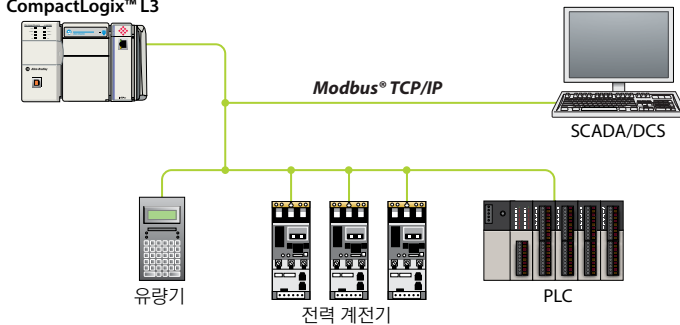 CompactLogix™ L3
Modbus® TCP/IP
SCADA/DCS
유량기
전력 계전기
PLC